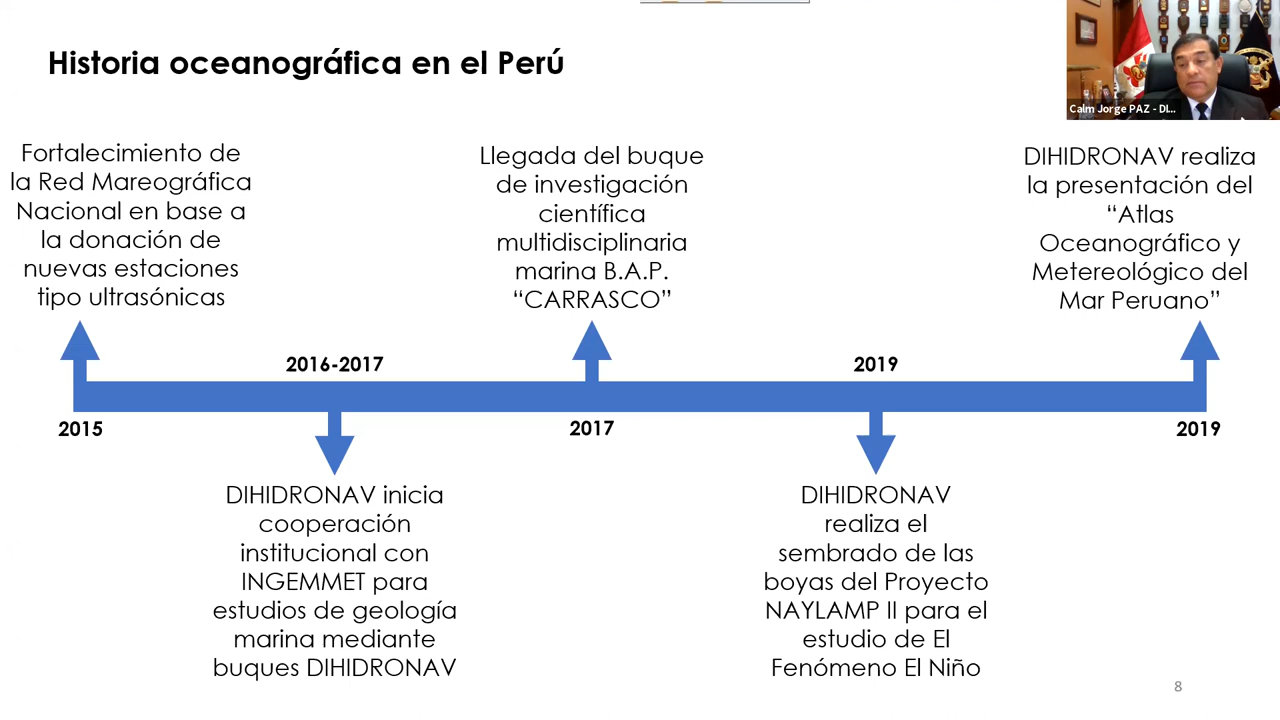 Historia oceanográfica en el Perú
Calm Jorge PAZ - DI...
Fortalecimiento de
la Red Mareográfica
Nacional en base a
la donación de
nuevas estaciones
tipo ultrasónicas
Llegada del buque
de investigación
científica
multidisciplinaria
marina B.A.P.
“CARRASCO”
DIHIDRONAV realiza
la presentación del
“Atlas
Oceanográfico y
Metereológico del
Mar Peruano”
2016-2017
2019
2015
2017
2019
DIHIDRONAV inicia
cooperación
institucional con
INGEMMET para
estudios de geología
marina mediante
buques DIHIDRONAV
DIHIDRONAV
realiza el
sembrado de las
boyas del Proyecto
NAYLAMP II para el
estudio de El
Fenómeno El Niño
8